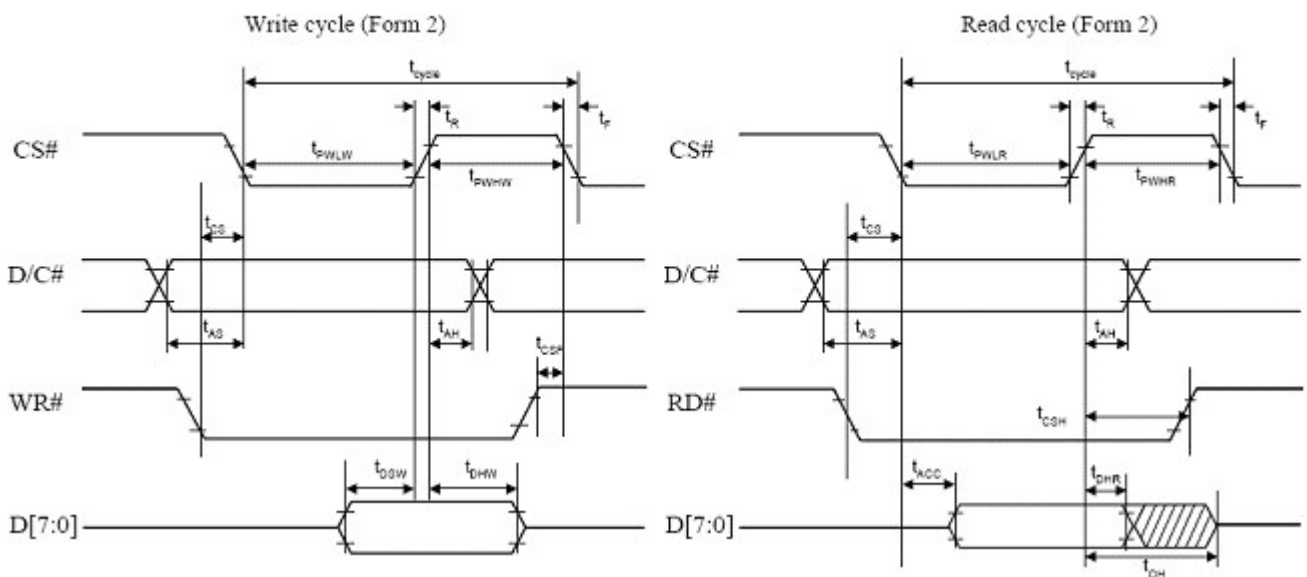 Write cycle (Form 2)
Read cycle (Form 2)
tcycle
tcycle
tR
tF
tR
tF
CS#
tPWLW
CS#
tPWLR
tPWHW
tPWHR
tCS
tCS
D/C#
D/C#
tAS
tAH
tAS
tAH
tCSF
WR#
RD#
tCSH
tDSW
tDHW
tACC
tDHR
D[7:0]
D[7:0]
tOH